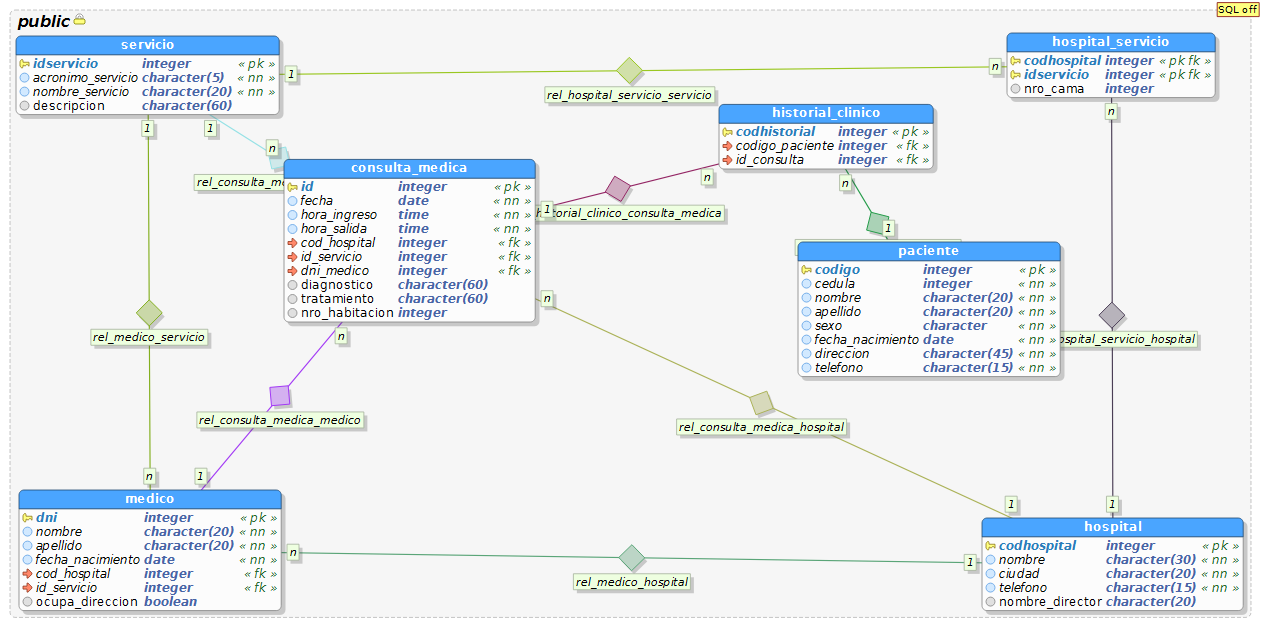 SQL off
public
servicio
idservicio integer « pk »
acronimo_servicio character(5) « nn »
nombre_servicio character(20) « nn »
descripcion character(60)
1
n
rel_hospital_servicio_servicio
hospital_servicio
codhospital integer « pk fk »
idservicio integer « pk fk »
nro_cama integer
historial_clinico
codhistorial integer « pk »
codigo_paciente integer « fk »
id_consulta integer « fk »
1
1
n
n
consulta_medica
id integer « pk »
fecha date « nn »
hora_ingreso time « nn »
hora_salida time « nn »
cod_hospital integer « fk »
id_servicio integer « fk »
dni_medico integer « fk »
diagnostico character(60)
tratamiento character(60)
nro_habitacion integer
n
1
n
1
paciente
codigo integer « pk »
cedula integer « nn »
nombre character(20) « nn »
apellido character(20) « nn »
sexo character « nn »
fecha_nacimiento date « nn »
direccion character(45) « nn »
telefono character(15) « nn »
n
n
rel_medico_servicio
rel_consulta_medica_medico
rel_consulta_medica_hospital
n
1
1
1
medico
dni integer « pk »
nombre character(20) « nn »
apellido character(20) « nn »
fecha_nacimiento date « nn »
cod_hospital integer « fk »
id_servicio integer « fk »
ocupa_direccion boolean
n
1
rel_medico_hospital
hospital
codhospital integer « pk »
nombre character(30) « nn »
ciudad character(20) « nn »
telefono character(15) « nn »
nombre_director character(20)